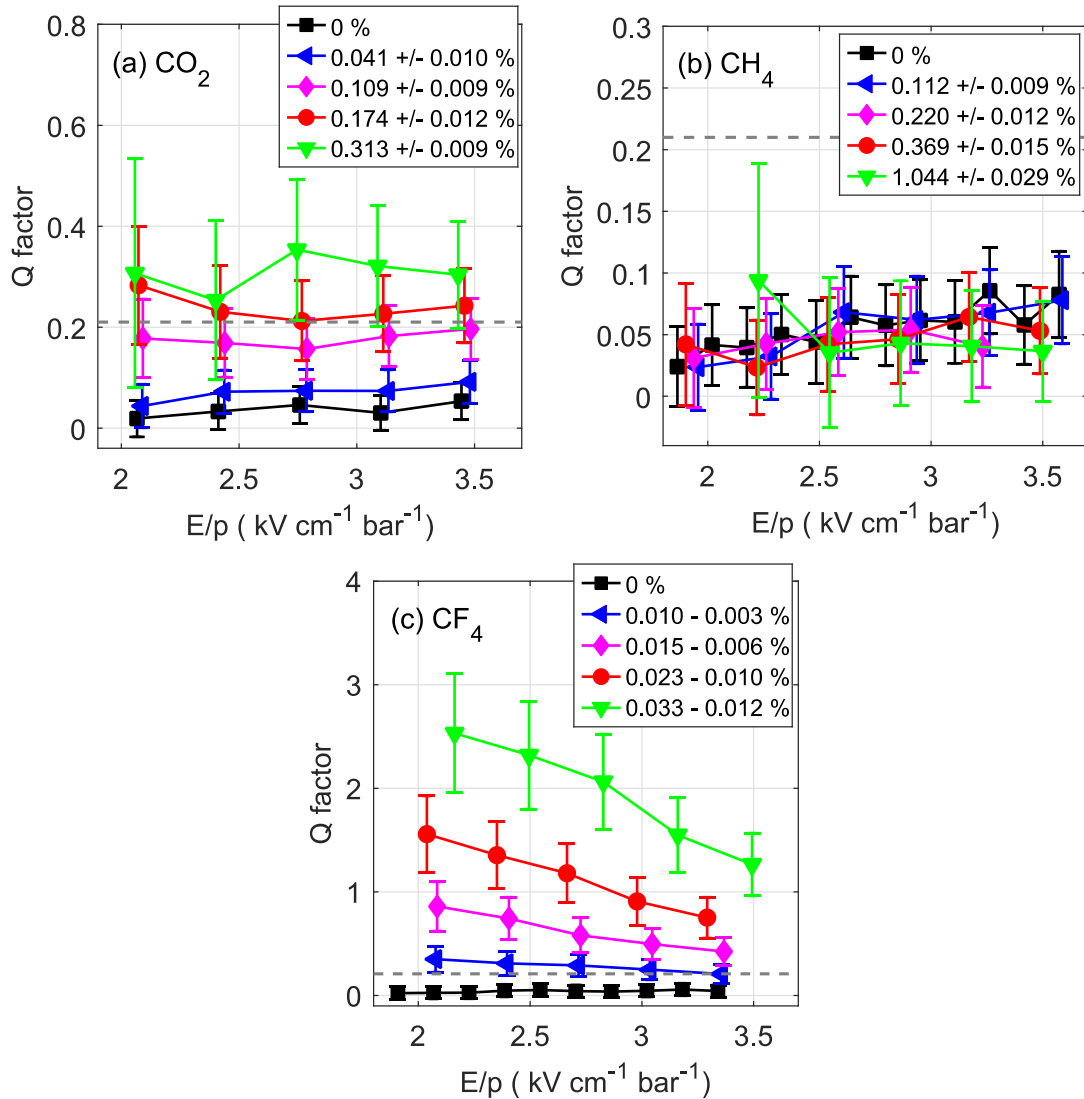 (a) CO2
0 %
0.041 +/- 0.010 %
0.109 +/- 0.009 %
0.174 +/- 0.012 %
0.313 +/- 0.009 %
0.8
0.6
0.4
0.2
0
Q factor
2 2.5 3 3.5
E/p ( kV cm⁻¹ bar⁻¹)
(b) CH4
0 %
0.112 +/- 0.009 %
0.220 +/- 0.012 %
0.369 +/- 0.015 %
1.044 +/- 0.029 %
0.3
0.25
0.2
0.15
0.1
0.05
0
Q factor
2 2.5 3 3.5
E/p ( kV cm⁻¹ bar⁻¹)
(c) CF4
0 %
0.010 - 0.003 %
0.015 - 0.006 %
0.023 - 0.010 %
0.033 - 0.012 %
4
3
2
1
0
Q factor
2 2.5 3 3.5
E/p ( kV cm⁻¹ bar⁻¹)